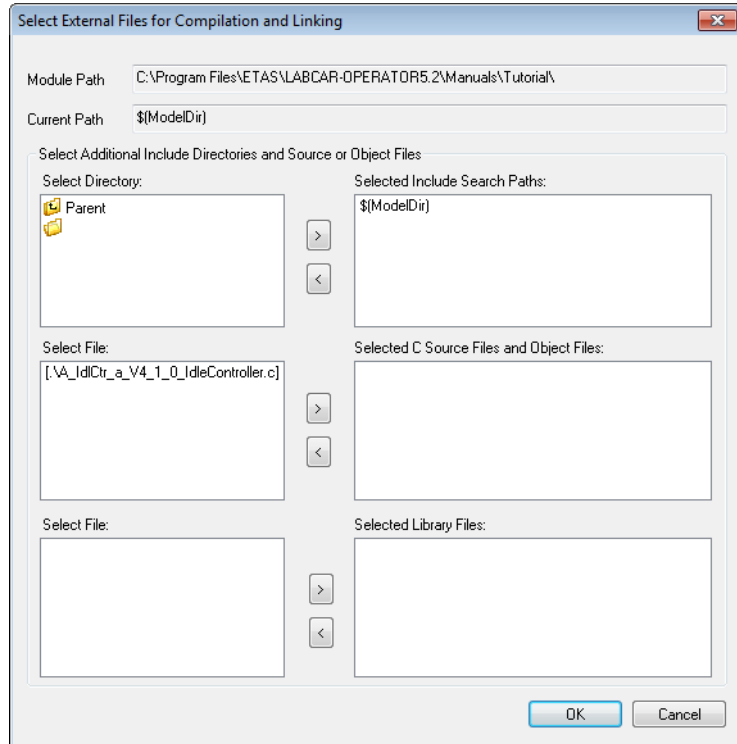 Select External Files for Compilation and Linking
Module Path
C:\Program Files\ETAS\LABCAR-OPERATOR5.2\Manuals\Tutorial\
Current Path
$(ModelDir)
Select Additional Include Directories and Source or Object Files
Select Directory:
Selected Include Search Paths:
Parent
$(ModelDir)
>
<
Select File:
Selected C Source Files and Object Files:
[.\A_IdlCtr_a_V4_1_0_IdleController.c]
>
<
Select File:
Selected Library Files:
>
<
OK
Cancel